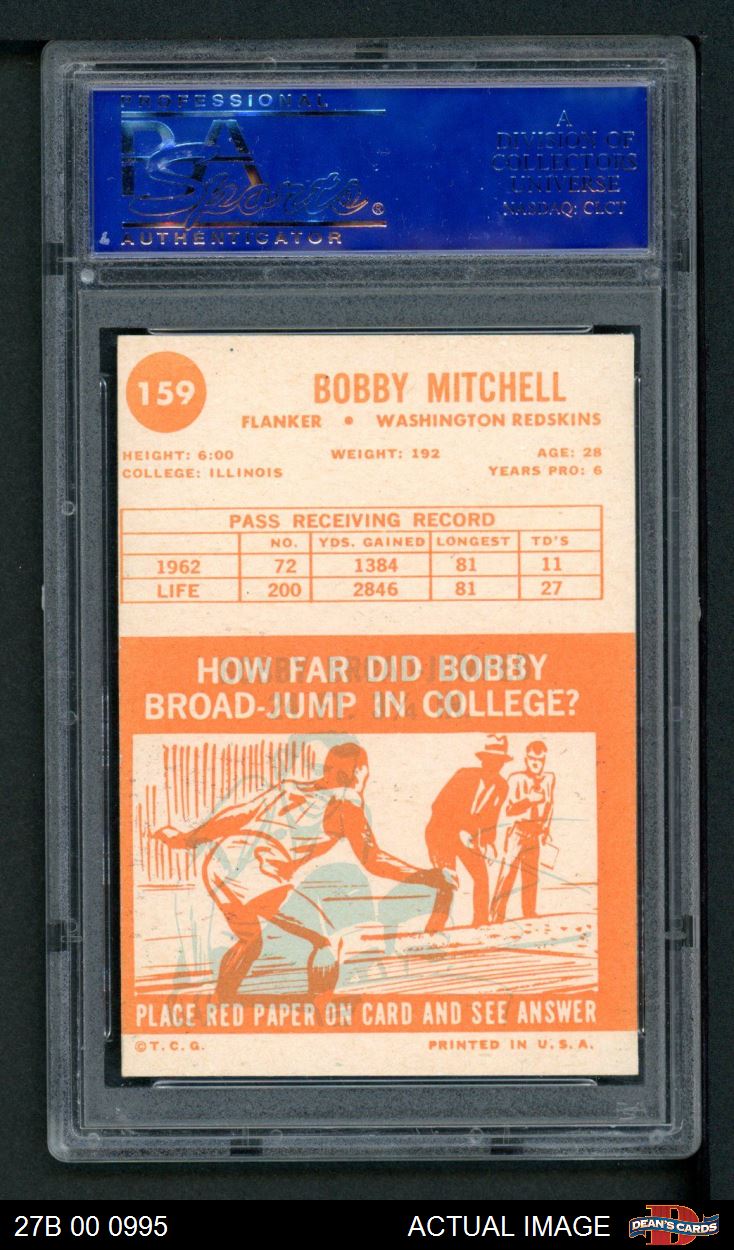 PROFESSIONAL
PSA
Sports ®
AUTHENTICATOR
A
DIVISION OF
COLLECTORS
UNIVERSE
NASDAQ: CLCT
159
BOBBY MITCHELL
FLANKER • WASHINGTON REDSKINS
HEIGHT: 6:00 WEIGHT: 192 AGE: 28
COLLEGE: ILLINOIS YEARS PRO: 6
PASS RECEIVING RECORD
NO. YDS. GAINED LONGEST TD'S
1962 72 1384 81 11
LIFE 200 2846 81 27
HOW FAR DID BOBBY
BROAD-JUMP IN COLLEGE?
PLACE RED PAPER ON CARD AND SEE ANSWER
©T.C.G. PRINTED IN U.S.A.
27B 00 0995 ACTUAL IMAGE DEAN'S CARDS